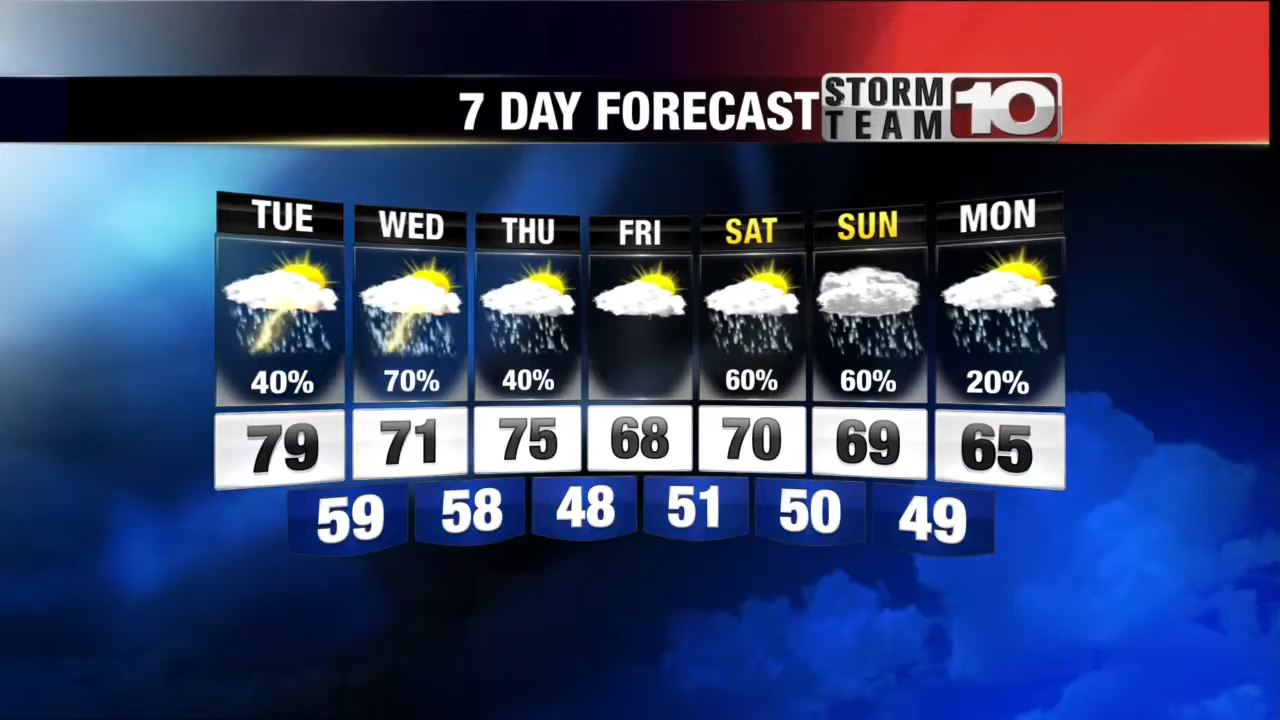 7 DAY FORECAST
STORM
TEAM
10
TUE WED THU FRI SAT SUN MON
40% 70% 40% 60% 60% 20%
79 71 75 68 70 69 65
59 58 48 51 50 49